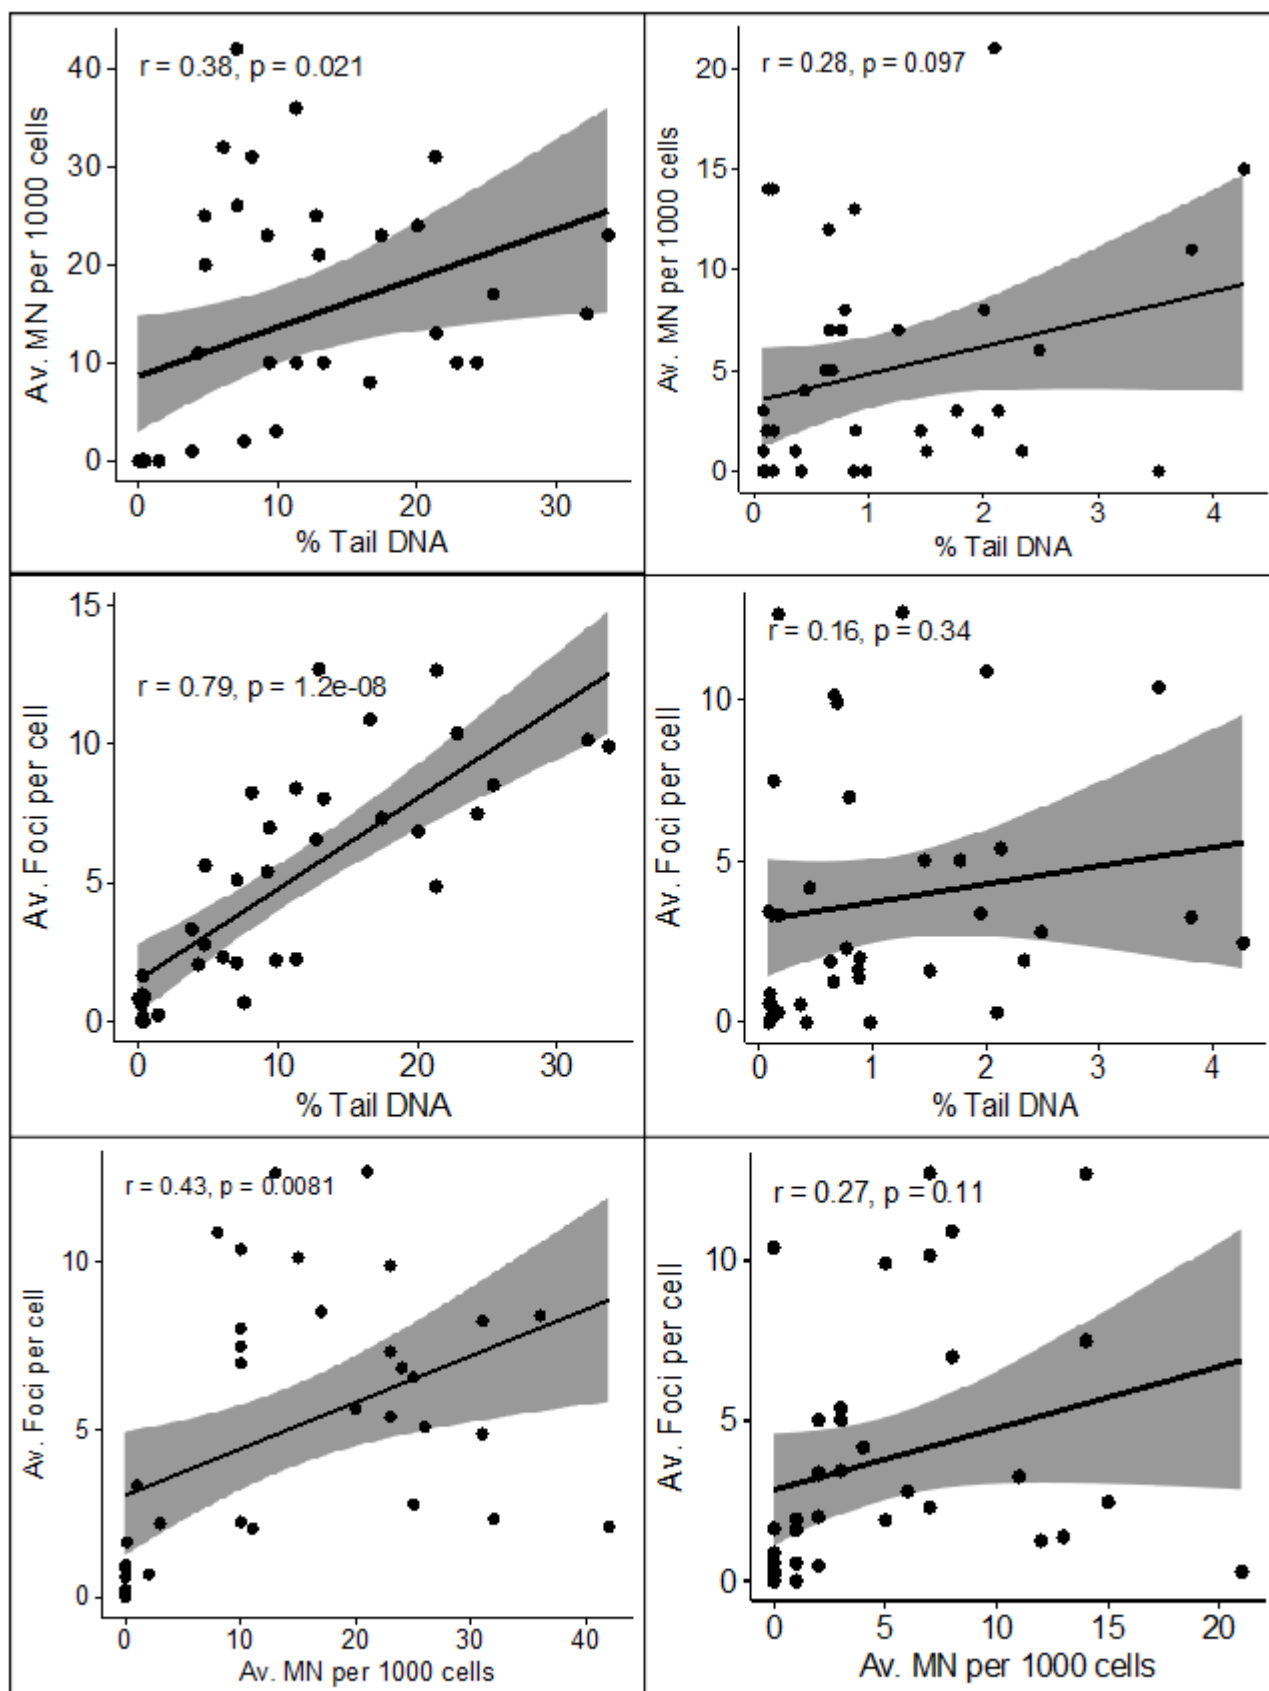 r = 0.38, p = 0.021
Av. MN per 1000 cells
40
30
20
10
0
0 10 20 30
% Tail DNA
r = 0.28, p = 0.097
Av. MN per 1000 cells
20
15
10
5
0
0 1 2 3 4
% Tail DNA
r = 0.79, p = 1.2e-08
Av. Foci per cell
15
10
5
0
0 10 20 30
% Tail DNA
r = 0.16, p = 0.34
Av. Foci per cell
10
5
0
0 1 2 3 4
% Tail DNA
r = 0.43, p = 0.0081
Av. Foci per cell
10
5
0
0 10 20 30 40
Av. MN per 1000 cells
r = 0.27, p = 0.11
Av. Foci per cell
10
5
0
0 5 10 15 20
Av. MN per 1000 cells